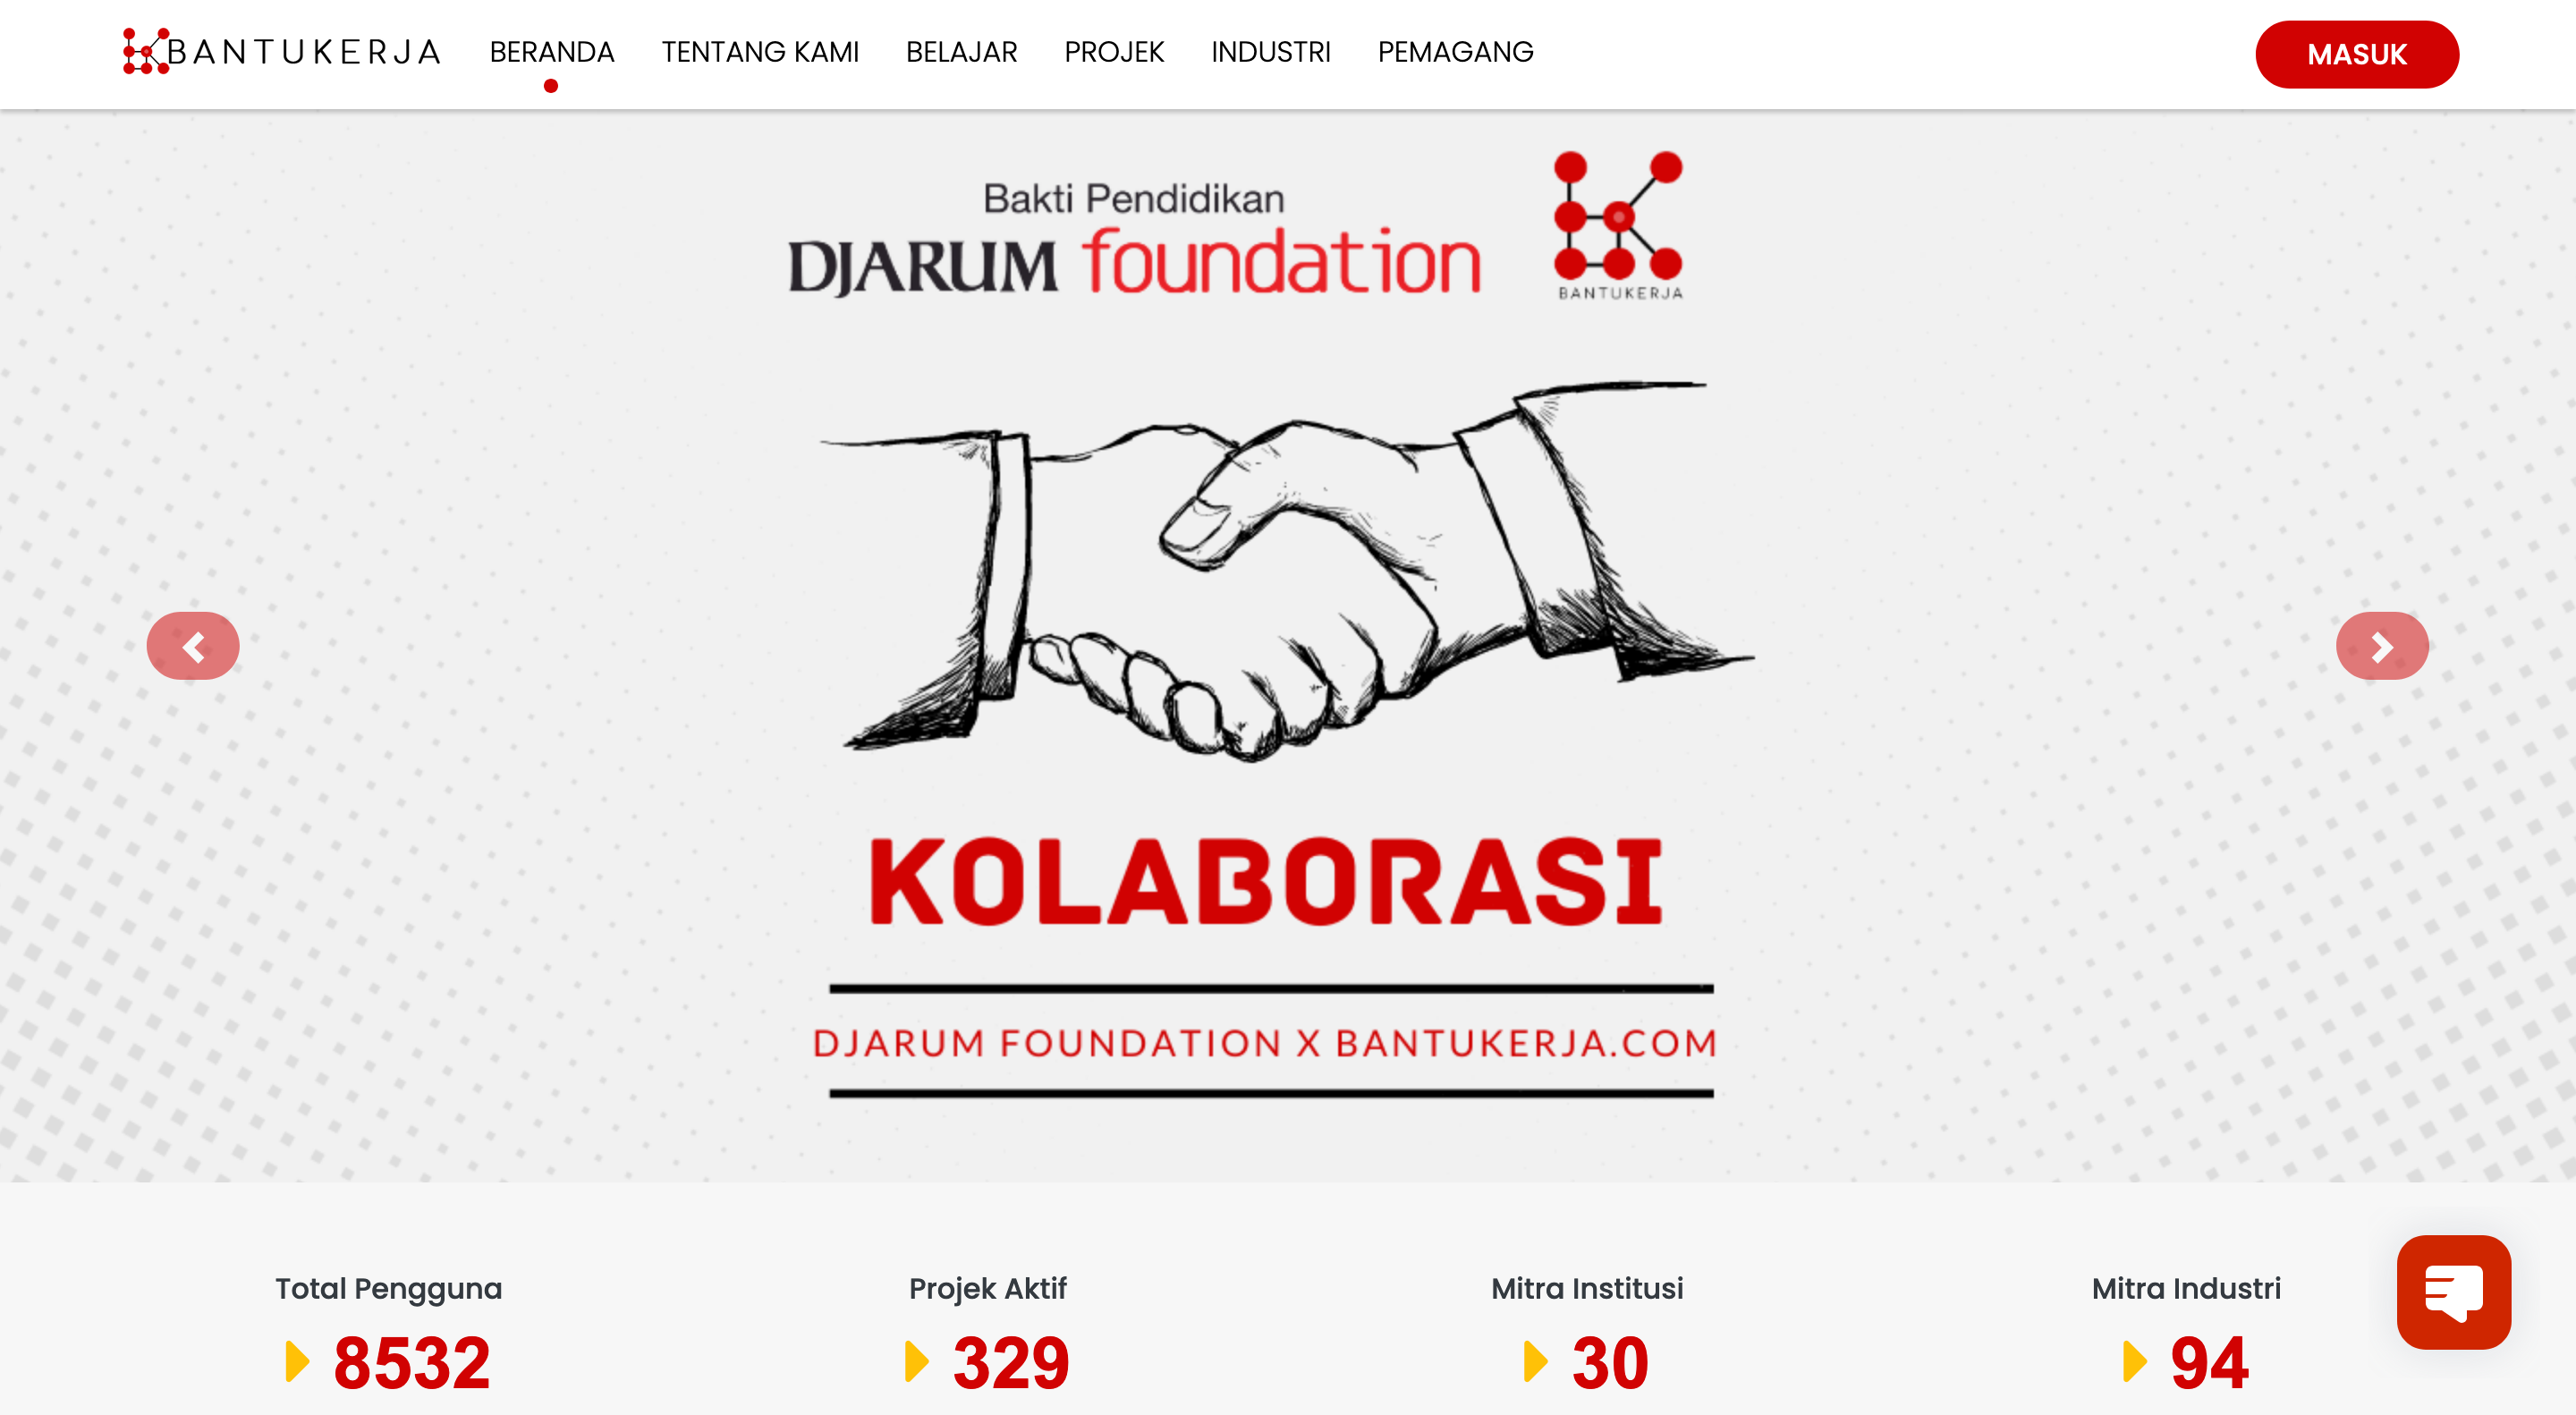 BANTUKERJA BERANDA TENTANG KAMI BELAJAR PROJEK INDUSTRI PEMAGANG MASUK
Bakti Pendidikan
DJARUM foundation
BANTUKERJA
KOLABORASI
DJARUM FOUNDATION X BANTUKERJA.COM
Total Pengguna Projek Aktif Mitra Institusi Mitra Industri
8532 329 30 94